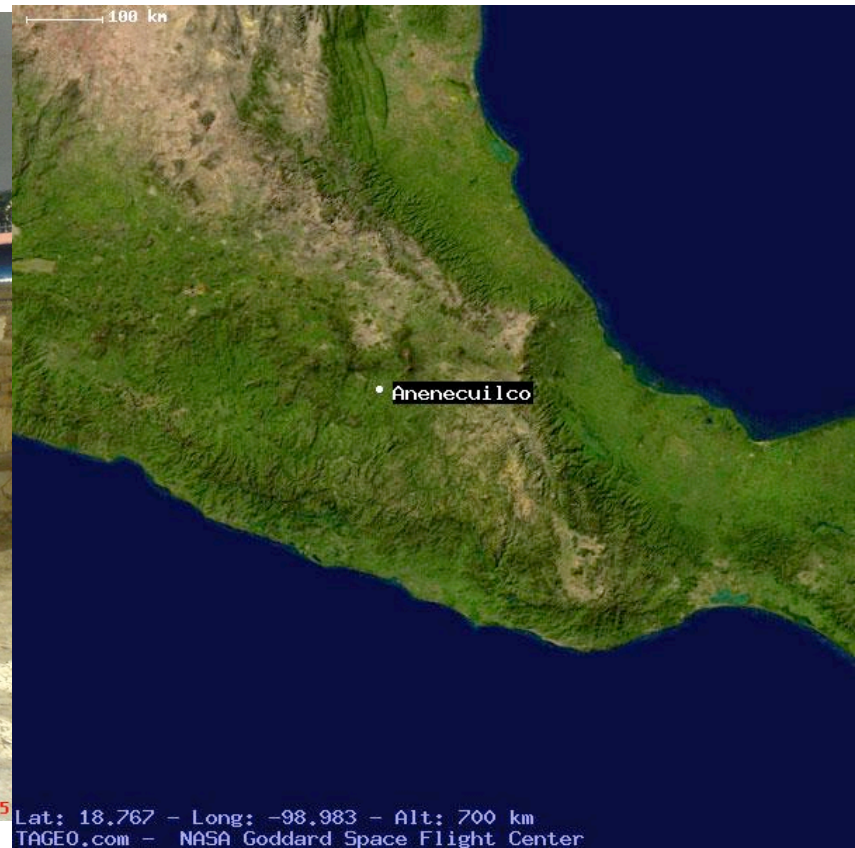 100 km
Anenecuilco
5
Lat: 18.767 - Long: -98.983 - Alt: 700 km
TAGEO.com - NASA Goddard Space Flight Center